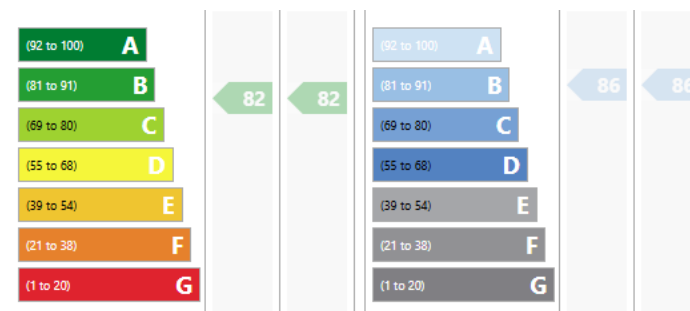 (92 to 100) A
(81 to 91) B
(69 to 80) C
(55 to 68) D
(39 to 54) E
(21 to 38) F
(1 to 20) G
82
82
(92 to 100) A
(81 to 91) B
(69 to 80) C
(55 to 68) D
(39 to 54) E
(21 to 38) F
(1 to 20) G
86
86